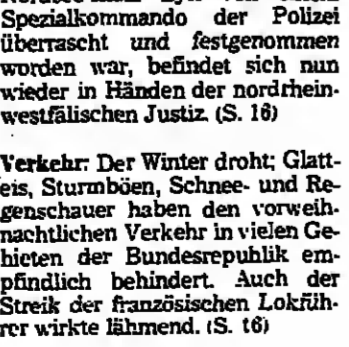 Spezialkommando der Polizei
überrascht und festgenommen
worden war, befindet sich nun
wieder in Händen der nordrhein-
westfälischen Justiz. (S. 16)
Verkehr: Der Winter droht; Glatt-
eis, Sturmböen, Schnee- und Re-
genschauer haben den vorweih-
nachtlichen Verkehr in vielen Ge-
bieten der Bundesrepublik em-
pfindlich behindert. Auch der
Streik der französischen Lokfüh-
rer wirkte lähmend. (S. 16)